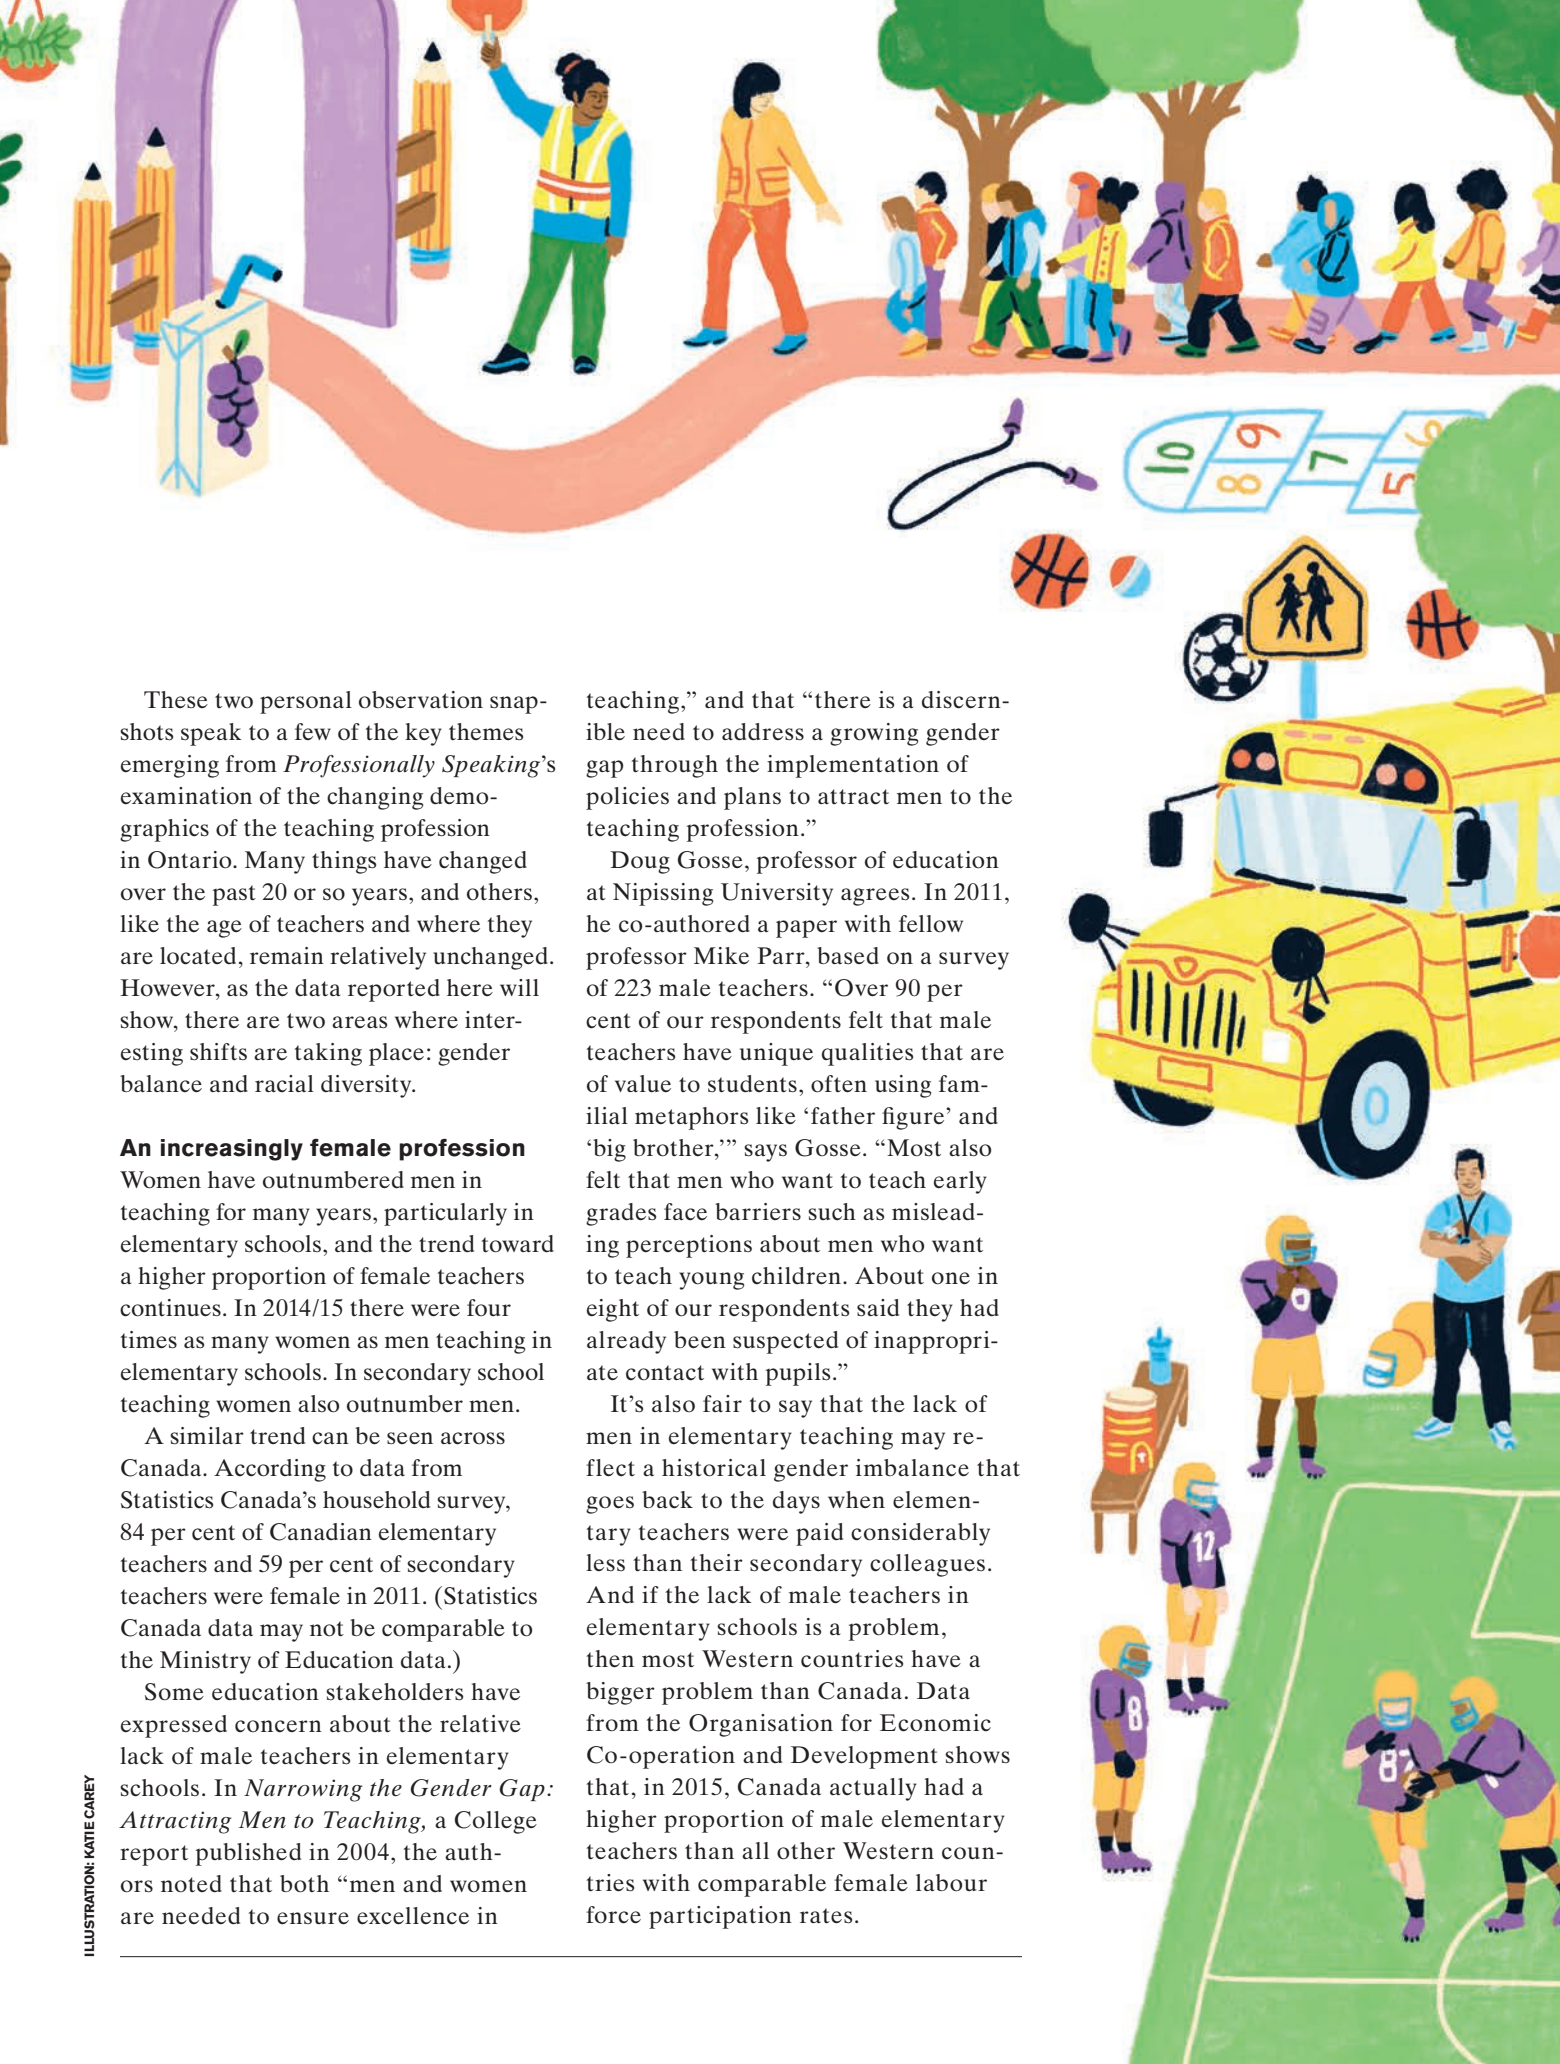 10
9
8
7
6
5
These two personal observation snap-
shots speak to a few of the key themes
emerging from Professionally Speaking's
examination of the changing demo-
graphics of the teaching profession
in Ontario. Many things have changed
over the past 20 or so years, and others,
like the age of teachers and where they
are located, remain relatively unchanged.
However, as the data reported here will
show, there are two areas where inter-
esting shifts are taking place: gender
balance and racial diversity.
An increasingly female profession
Women have outnumbered men in
teaching for many years, particularly in
elementary schools, and the trend toward
a higher proportion of female teachers
continues. In 2014/15 there were four
times as many women as men teaching in
elementary schools. In secondary school
teaching women also outnumber men.
A similar trend can be seen across
Canada. According to data from
Statistics Canada's household survey,
84 per cent of Canadian elementary
teachers and 59 per cent of secondary
teachers were female in 2011. (Statistics
Canada data may not be comparable to
the Ministry of Education data.)
Some education stakeholders have
expressed concern about the relative
lack of male teachers in elementary
schools. In Narrowing the Gender Gap:
Attracting Men to Teaching, a College
report published in 2004, the auth-
ors noted that both “men and women
are needed to ensure excellence in
teaching,” and that “there is a discern-
ible need to address a growing gender
gap through the implementation of
policies and plans to attract men to the
teaching profession.”
Doug Gosse, professor of education
at Nipissing University agrees. In 2011,
he co-authored a paper with fellow
professor Mike Parr, based on a survey
of 223 male teachers. “Over 90 per
cent of our respondents felt that male
teachers have unique qualities that are
of value to students, often using fam-
ilial metaphors like ‘father figure’ and
‘big brother,’” says Gosse. “Most also
felt that men who want to teach early
grades face barriers such as mislead-
ing perceptions about men who want
to teach young children. About one in
eight of our respondents said they had
already been suspected of inappropri-
ate contact with pupils.”
It’s also fair to say that the lack of
men in elementary teaching may re-
flect a historical gender imbalance that
goes back to the days when elemen-
tary teachers were paid considerably
less than their secondary colleagues.
And if the lack of male teachers in
elementary schools is a problem,
then most Western countries have a
bigger problem than Canada. Data
from the Organisation for Economic
Co-operation and Development shows
that, in 2015, Canada actually had a
higher proportion of male elementary
teachers than all other Western coun-
tries with comparable female labour
force participation rates.
12
8
ILLUSTRATION: KATIE CAREY